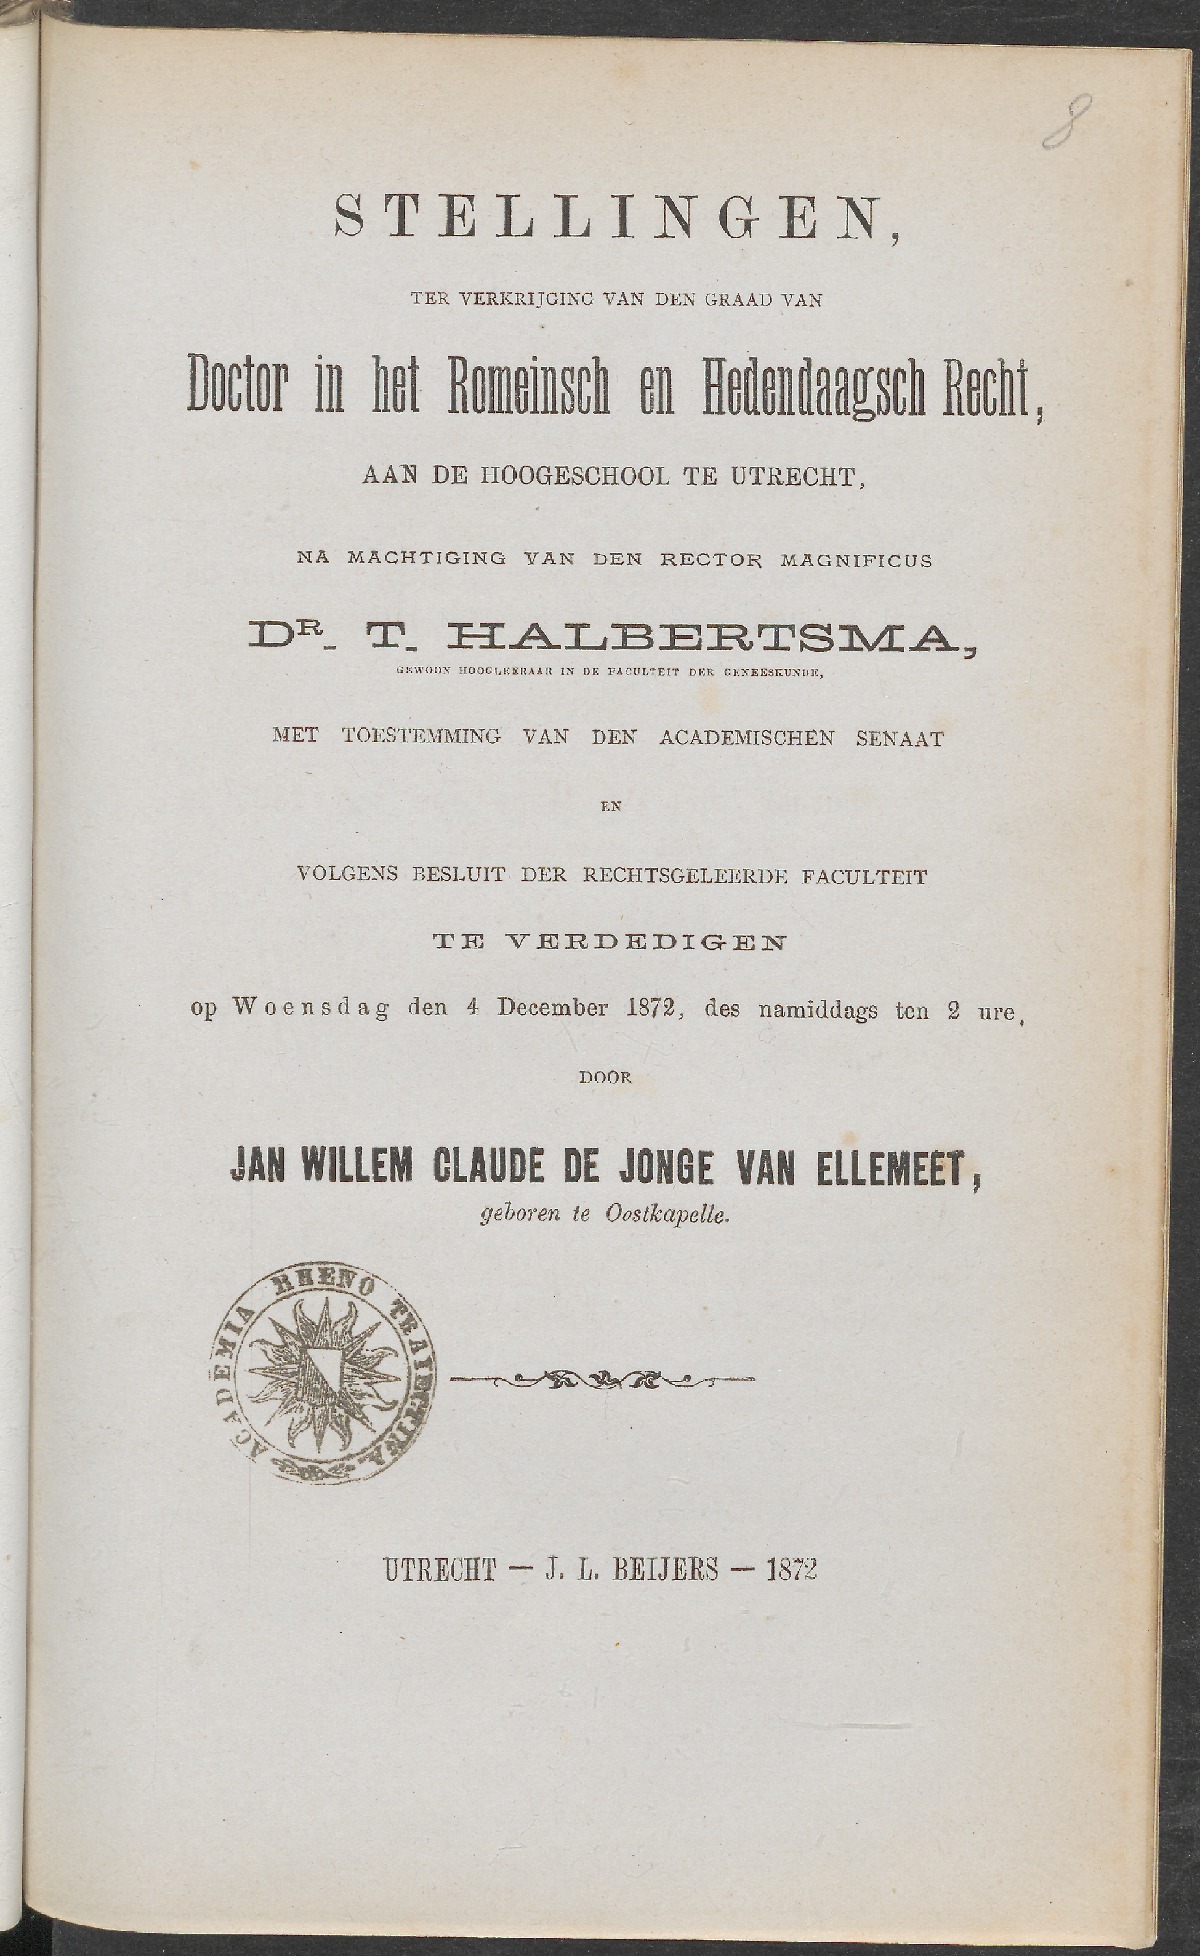 8
STELLINGEN,
TER VERKRIJGING VAN DEN GRAAD VAN
Doctor in het Romeinsch en Hedendaagsch Recht,
AAN DE HOOGESCHOOL TE UTRECHT,
NA MACHTIGING VAN DEN RECTOR MAGNIFICUS
DR. T. HALBERTSMA,
GEWOON HOOGLEERAAR IN DE FACULTEIT DER GENEESKUNDE,
MET TOESTEMMING VAN DEN ACADEMISCHEN SENAAT
EN
VOLGENS BESLUIT DER RECHTSGELEERDE FACULTEIT
TE VERDEDIGEN
op Woensdag den 4 December 1872, des namiddags ten 2 ure,
DOOR
JAN WILLEM CLAUDE DE JONGE VAN ELLEMEET,
geboren te Oostkapelle.
ACADEMIA RHENO TRAIECTINA
UTRECHT — J. L. BEIJERS — 1872